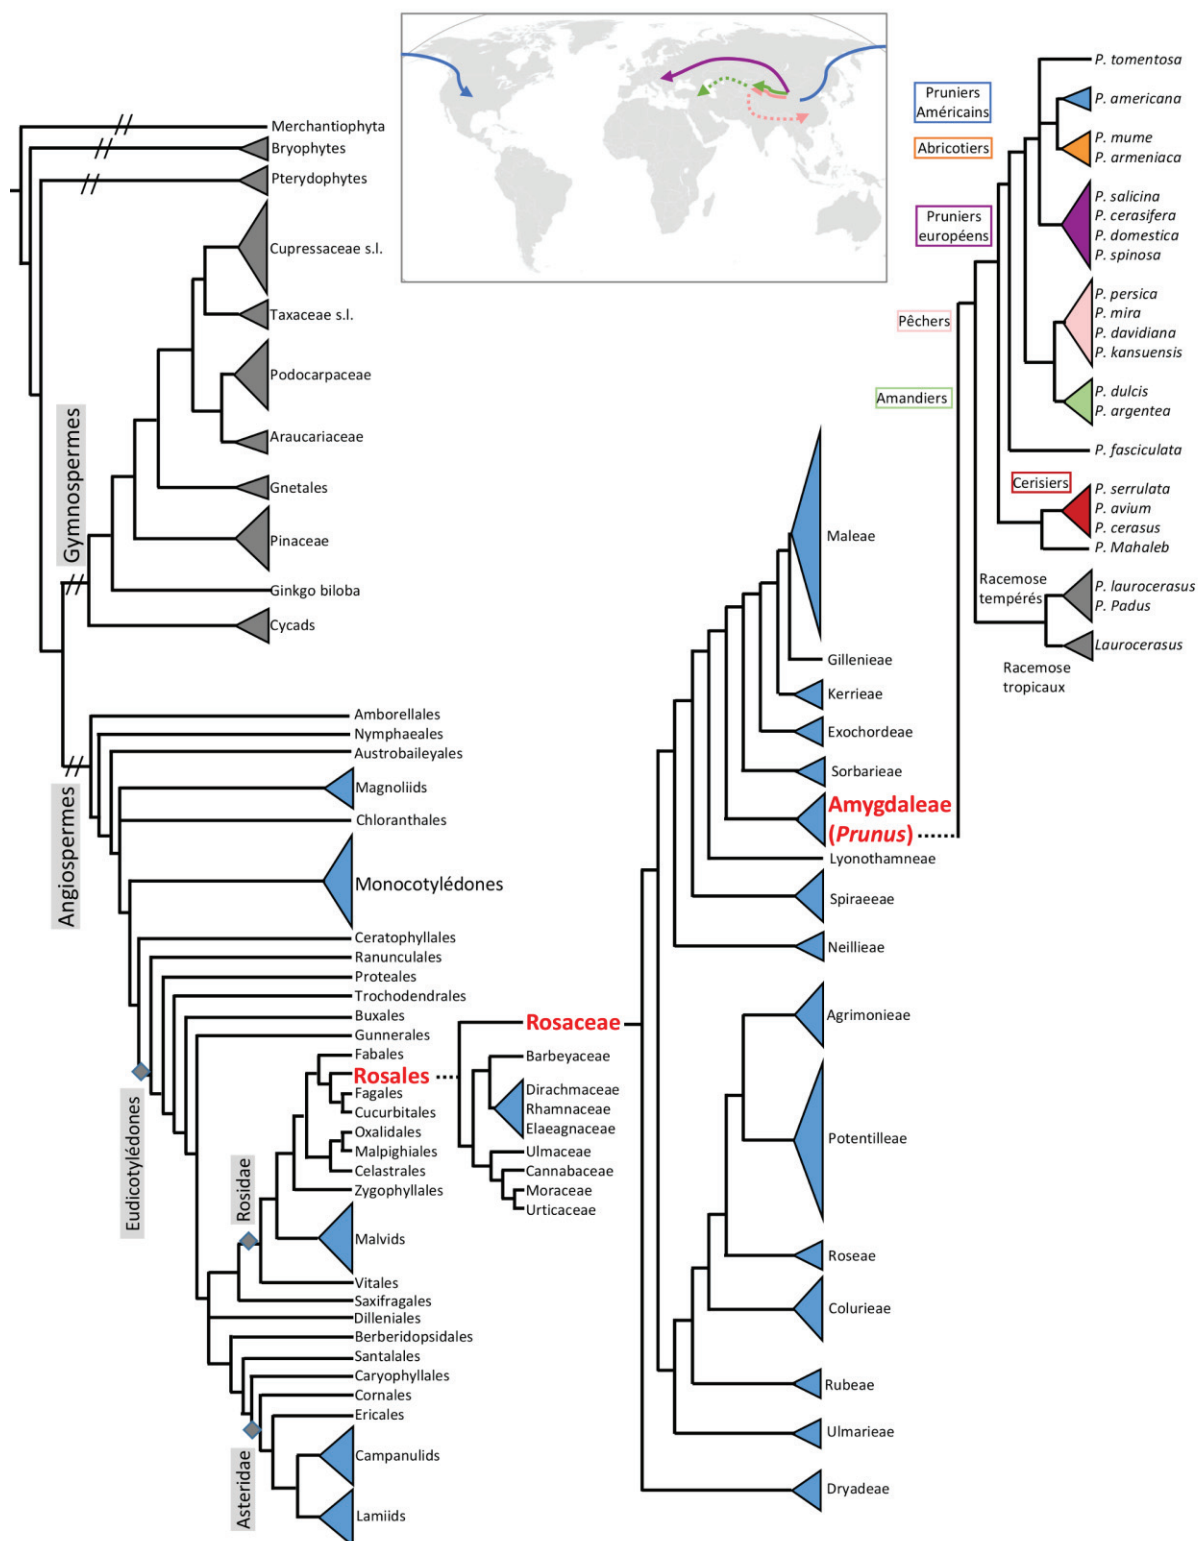 Merchantiophyta
Bryophytes
Pterydophytes
Cupressaceae s.l.
Taxaceae s.l.
Podocarpaceae
Araucariaceae
Gnetales
Pinaceae
Ginkgo biloba
Cycads
Gymnospermes
Amborellales
Nymphaeales
Austrobaileyales
Magnoliids
Chloranthales
Monocotylédones
Angiospermes
Ceratophyllales
Ranunculales
Proteales
Trochodendrales
Buxales
Gunnerales
Fabales
Rosales
Fagales
Cucurbitales
Oxalidales
Malpighiales
Celastrales
Zygophyllales
Malvids
Vitales
Saxifragales
Dilleniales
Berberidopsidales
Santalales
Caryophyllales
Cornales
Ericales
Campanulids
Lamiids
Eudicotylédones
Rosidae
Asteridae
Rosaceae
Barbeyaceae
Dirachmaceae
Rhamnaceae
Elaeagnaceae
Ulmaceae
Cannabaceae
Moraceae
Urticaceae
Maleae
Gillenieae
Kerrieae
Exochordeae
Sorbarieae
Amygdaleae
(Prunus)
Lyonothamneae
Spiraeeae
Neillieae
Agrimonieae
Potentilleae
Roseae
Colurieae
Rubeae
Ulmarieae
Dryadeae
Pruniers
Américains
Abricotiers
Pruniers
européens
Pêchers
Amandiers
Cerisiers
Racemose
tempérés
Racemose
tropicaux
P. tomentosa
P. americana
P. mume
P. armeniaca
P. salicina
P. cerasifera
P. domestica
P. spinosa
P. persica
P. mira
P. davidiana
P. kansuensis
P. dulcis
P. argentea
P. fasciculata
P. serrulata
P. avium
P. cerasus
P. Mahaleb
P. laurocerasus
P. Padus
Laurocerasus